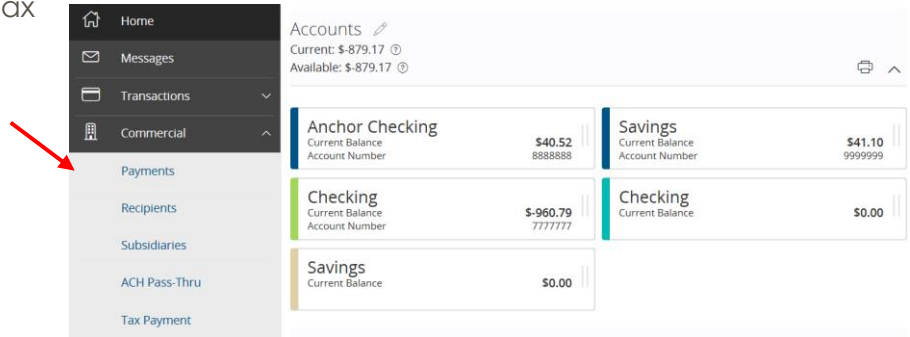 ax
Home
Messages
Transactions
Commercial
Payments
Recipients
Subsidiaries
ACH Pass-Thru
Tax Payment
Accounts
Current: $-879.17
Available: $-879.17
Anchor Checking
Current Balance $40.52
Account Number 8888888
Savings
Current Balance $41.10
Account Number 9999999
Checking
Current Balance $-960.79
Account Number 7777777
Checking
Current Balance $0.00
Savings
Current Balance $0.00